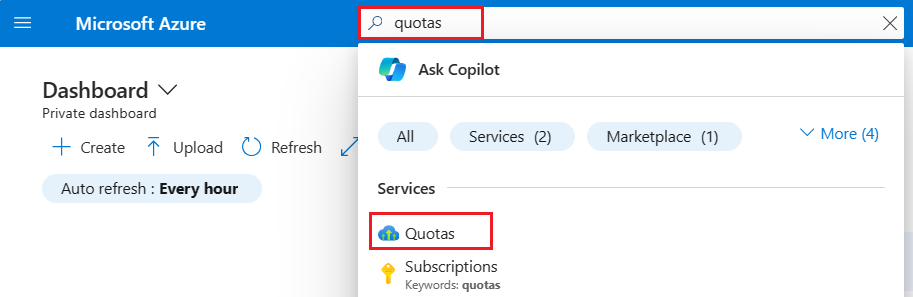 Microsoft Azure
quotas
Ask Copilot
Dashboard
Private dashboard
All Services (2) Marketplace (1) More (4)
Create Upload Refresh
Auto refresh : Every hour
Services
Quotas
Subscriptions
Keywords: quotas